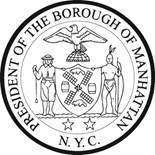 PRESIDENT OF THE BOROUGH OF MANHATTAN
N.Y.C.